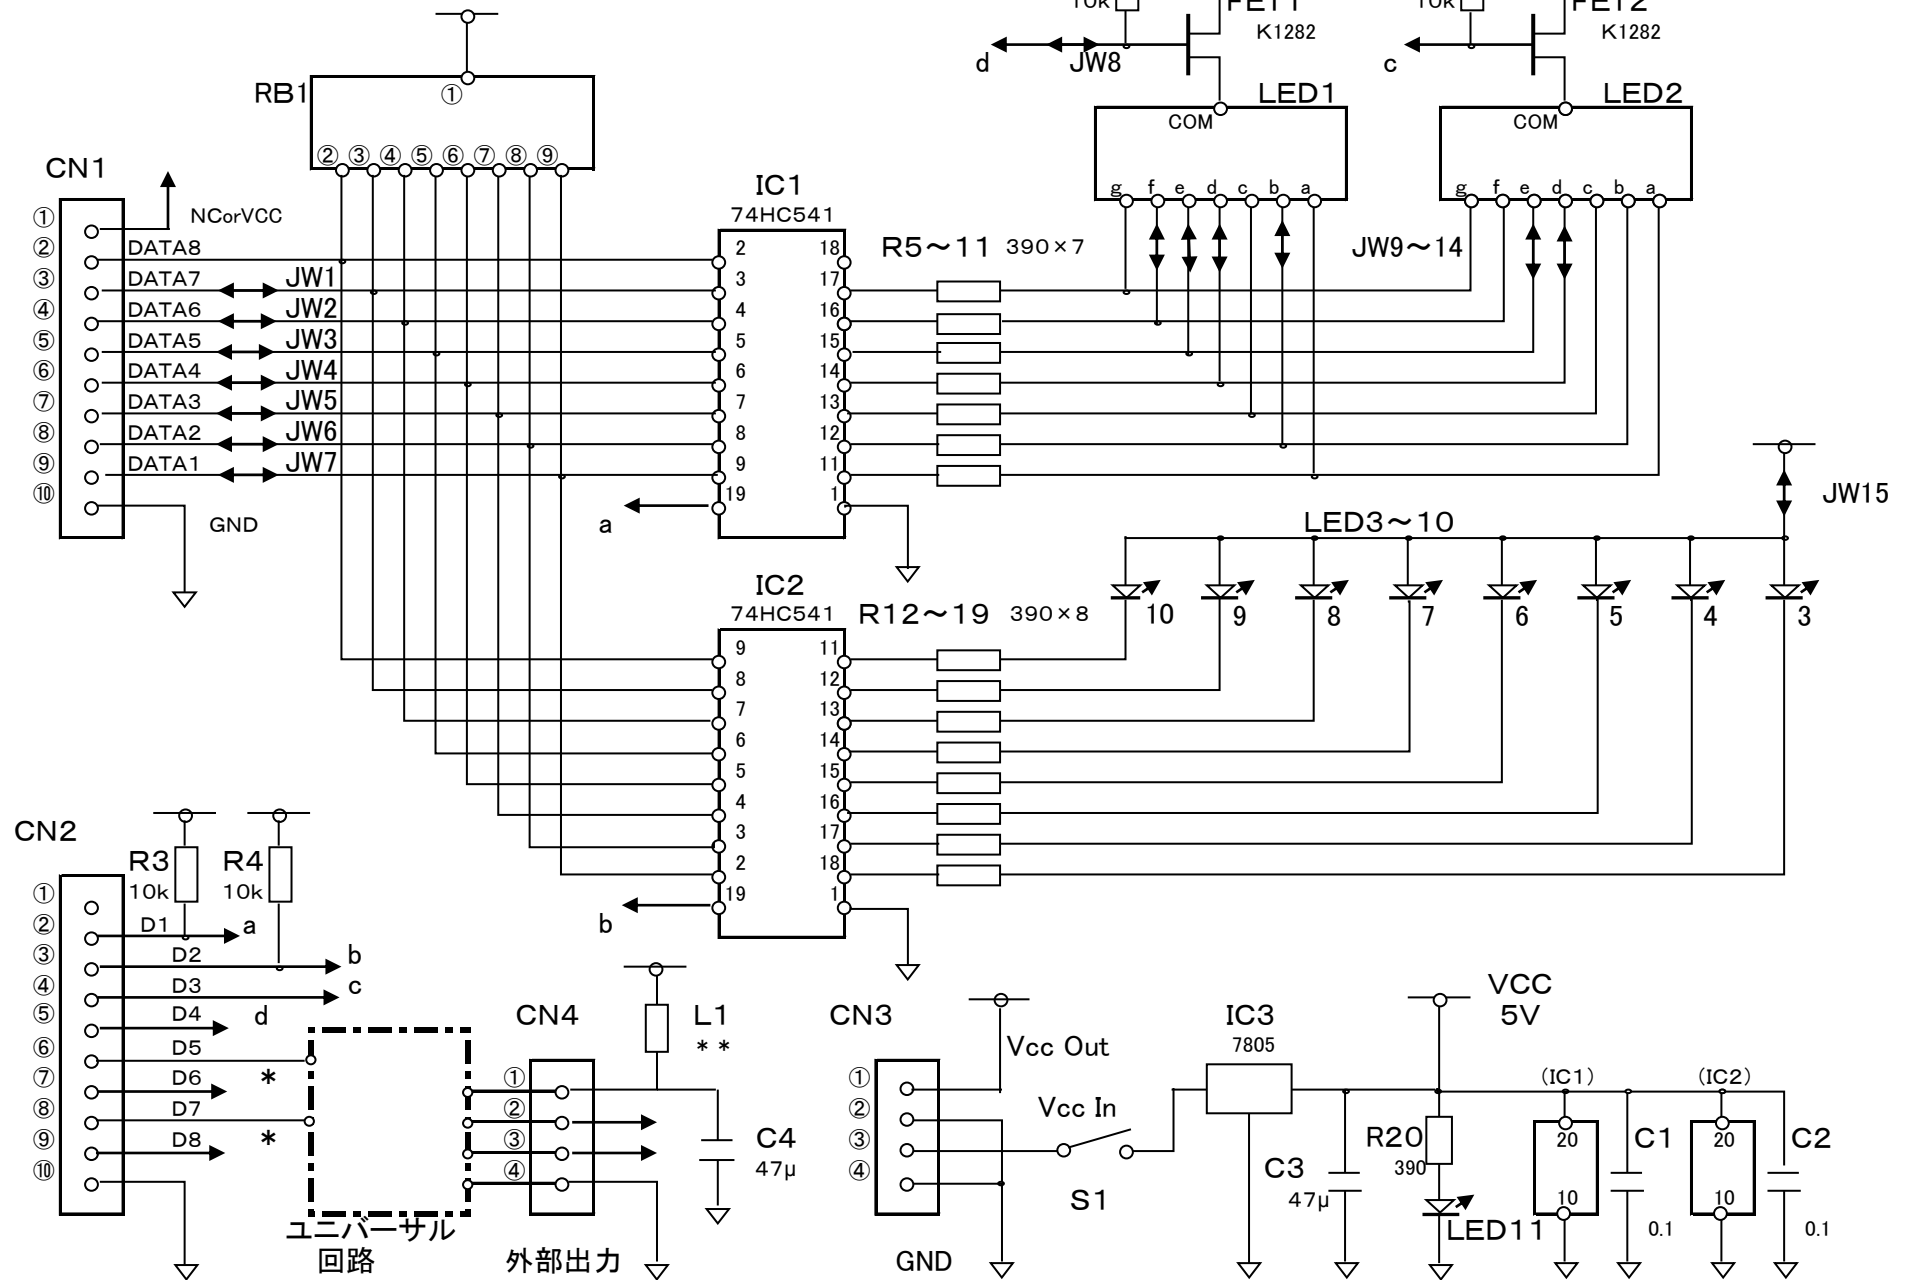 10k
FET1
K1282
10k
FET2
K1282
d
JW8
c
RB1
①
②③④⑤⑥⑦⑧⑨
LED1
COM
g f e d c b a
LED2
COM
g f e d c b a
CN1
①
②
③
④
⑤
⑥
⑦
⑧
⑨
⑩
NCorVCC
DATA8
DATA7
DATA6
DATA5
DATA4
DATA3
DATA2
DATA1
GND
JW1
JW2
JW3
JW4
JW5
JW6
JW7
IC1
74HC541
2 18
3 17
4 16
5 15
6 14
7 13
8 12
9 11
19 1
a
R5～11 390×7
JW9～14
JW15
LED3～10
10 9 8 7 6 5 4 3
IC2
74HC541
9 11
8 12
7 13
6 14
5 15
4 16
3 17
2 18
19 1
b
R12～19 390×8
CN2
R3
10k
R4
10k
①
②
③
④
⑤
⑥
⑦
⑧
⑨
⑩
D1 a
D2 b
D3 c
D4 d
D5 *
D6
D7 *
D8
ユニバーサル
回路
CN4
①
②
③
④
外部出力
L1
**
C4
47μ
CN3
①
②
③
④
GND
Vcc Out
Vcc In
S1
IC3
7805
C3
47μ
VCC
5V
R20
390
LED11
(IC1)
20
10
C1
0.1
(IC2)
20
10
C2
0.1